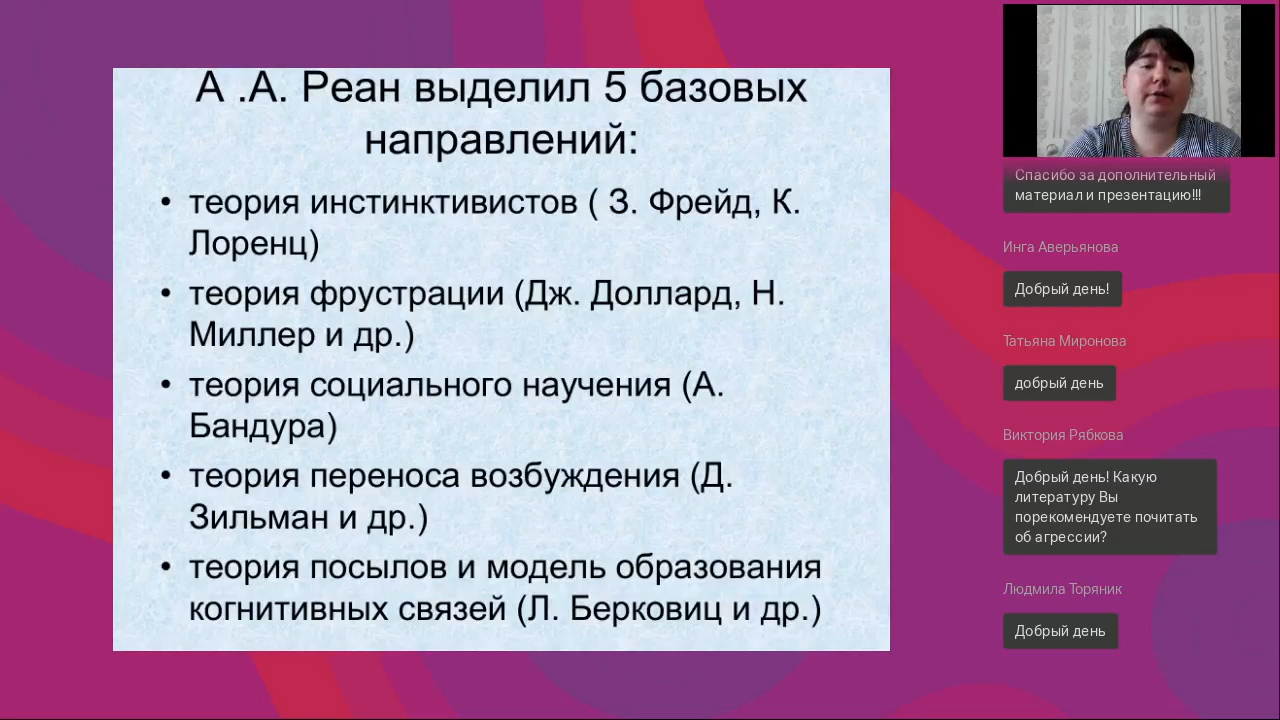 А .А. Реан выделил 5 базовых
направлений:
• теория инстинктивистов ( З. Фрейд, К.
Лоренц)
• теория фрустрации (Дж. Доллард, Н.
Миллер и др.)
• теория социального научения (А.
Бандура)
• теория переноса возбуждения (Д.
Зильман и др.)
• теория посылов и модель образования
когнитивных связей (Л. Берковиц и др.)
Спасибо за дополнительный
материал и презентацию!!!
Инга Аверьянова
Добрый день!
Татьяна Миронова
добрый день
Виктория Рябкова
Добрый день! Какую
литературу Вы
порекомендуете почитать
об агрессии?
Людмила Торяник
Добрый день